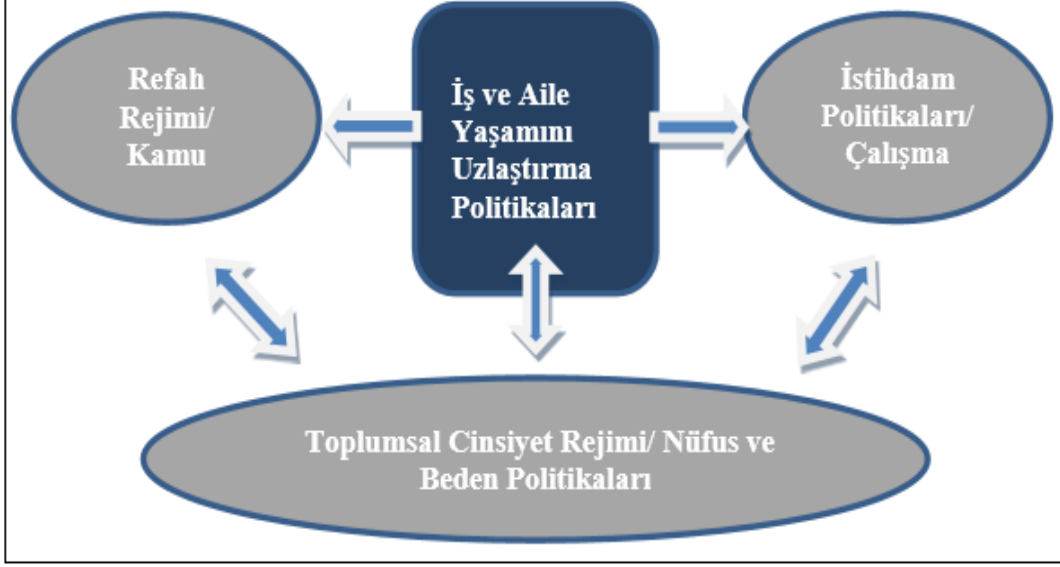 Refah
Rejimi/
Kamu
İş ve Aile
Yaşamını
Uzlaştırma
Politikaları
İstihdam
Politikaları/
Çalışma
Toplumsal Cinsiyet Rejimi/ Nüfus ve
Beden Politikaları